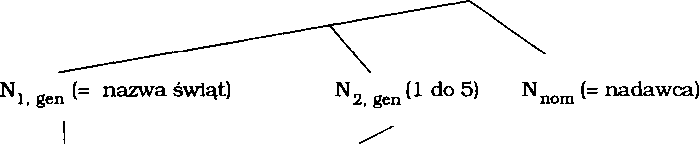 N1, gen (= nazwa świąt) N2, gen (1 do 5) Nnom (= nadawca)